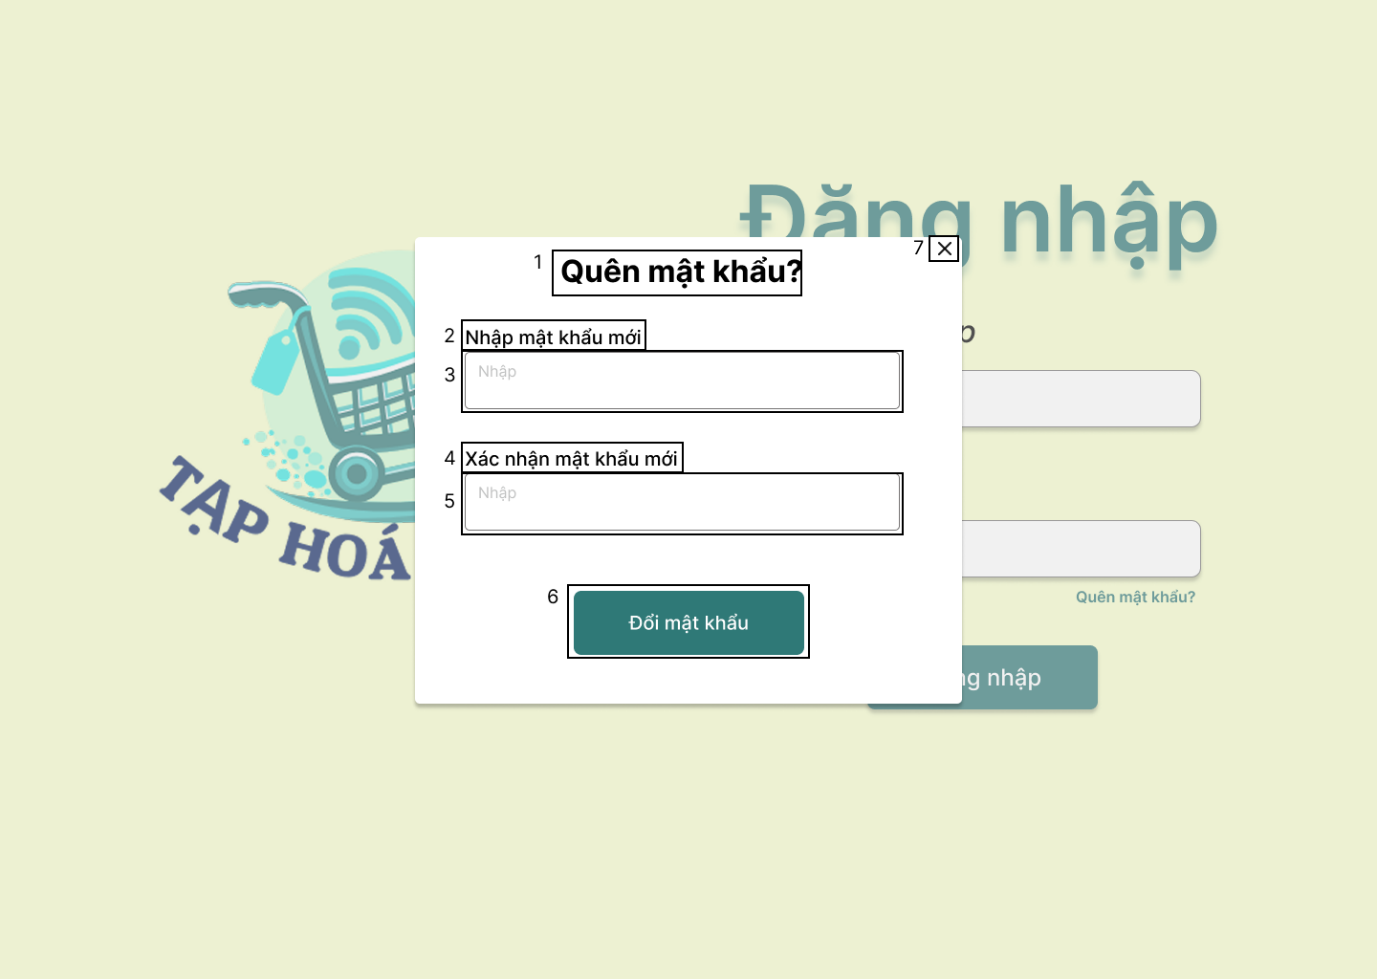 Đăng nhập
7
1 Quên mật khẩu?
2 Nhập mật khẩu mới
3 Nhập
4 Xác nhận mật khẩu mới
5 Nhập
TẠP HOÁ
Quên mật khẩu?
6 Đổi mật khẩu
nhập